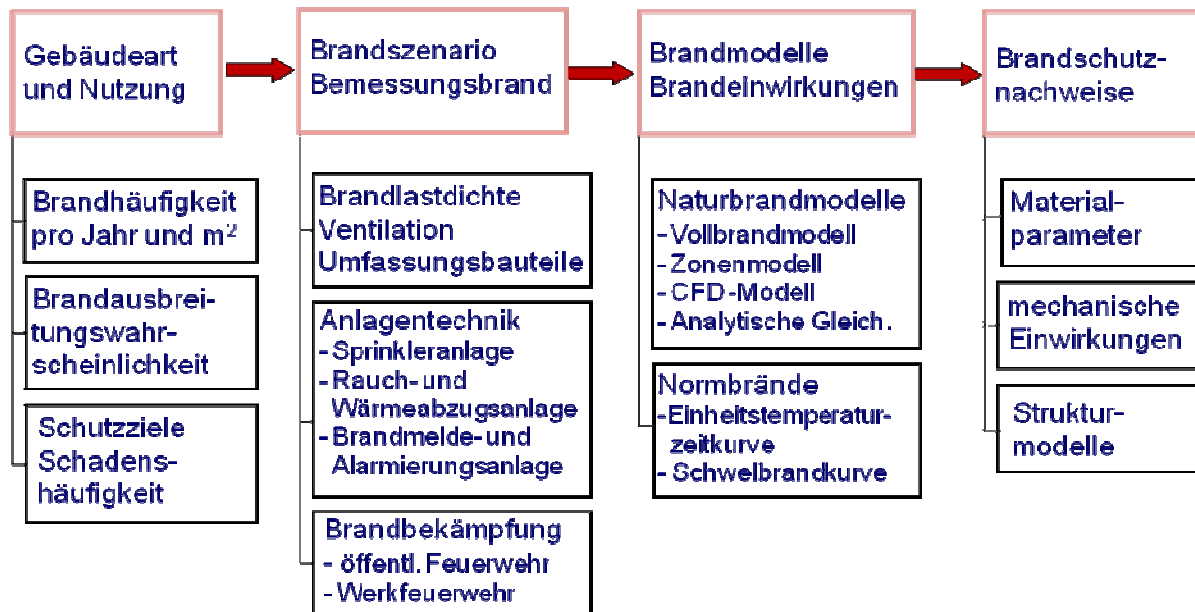 Gebäudeart
und Nutzung
Brandszenario
Bemessungsbrand
Brandmodelle
Brandeinwirkungen
Brandschutz-
nachweise
Brandhäufigkeit
pro Jahr und m²
Brandausbrei-
tungswahr-
scheinlichkeit
Schutzziele
Schadens-
häufigkeit
Brandlastdichte
Ventilation
Umfassungsbauteile
Anlagentechnik
- Sprinkleranlage
- Rauch- und
Wärmeabzugsanlage
- Brandmelde- und
Alarmierungsanlage
Brandbekämpfung
- öffentl. Feuerwehr
- Werkfeuerwehr
Naturbrandmodelle
- Vollbrandmodell
- Zonenmodell
- CFD-Modell
- Analytische Gleich.
Normbrände
- Einheitstemperatur-
zeitkurve
- Schwelbrandkurve
Material-
parameter
mechanische
Einwirkungen
Struktur-
modelle